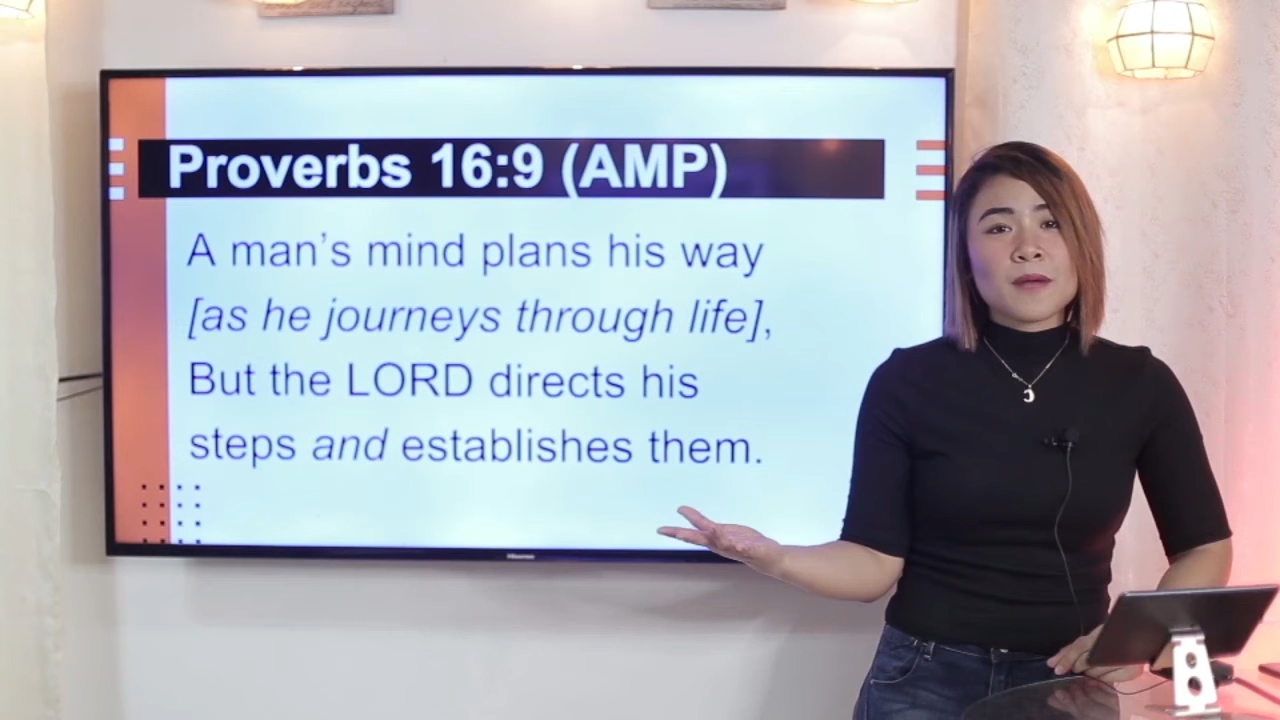 Proverbs 16:9 (AMP)
A man’s mind plans his way
[as he journeys through life],
But the LORD directs his
steps and establishes them.
Hisense